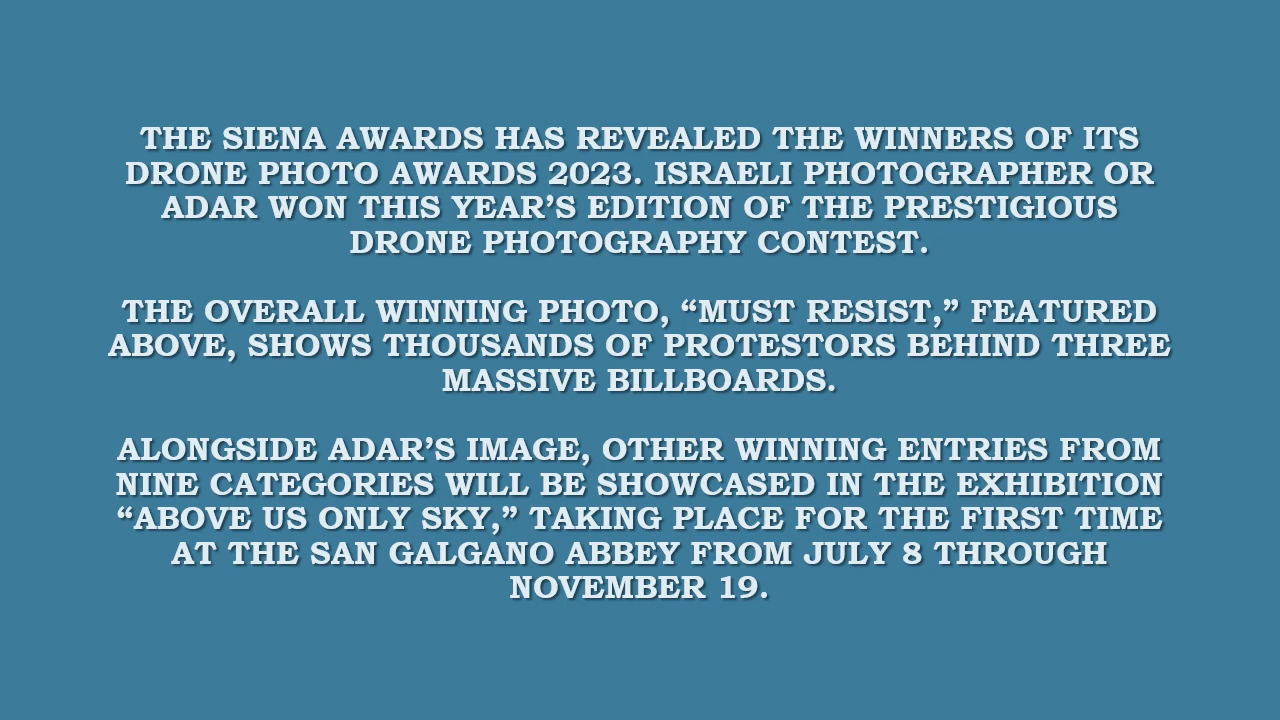 THE SIENA AWARDS HAS REVEALED THE WINNERS OF ITS
DRONE PHOTO AWARDS 2023. ISRAELI PHOTOGRAPHER OR
ADAR WON THIS YEAR’S EDITION OF THE PRESTIGIOUS
DRONE PHOTOGRAPHY CONTEST.
THE OVERALL WINNING PHOTO, “MUST RESIST,” FEATURED
ABOVE, SHOWS THOUSANDS OF PROTESTORS BEHIND THREE
MASSIVE BILLBOARDS.
ALONGSIDE ADAR’S IMAGE, OTHER WINNING ENTRIES FROM
NINE CATEGORIES WILL BE SHOWCASED IN THE EXHIBITION
“ABOVE US ONLY SKY,” TAKING PLACE FOR THE FIRST TIME
AT THE SAN GALGANO ABBEY FROM JULY 8 THROUGH
NOVEMBER 19.